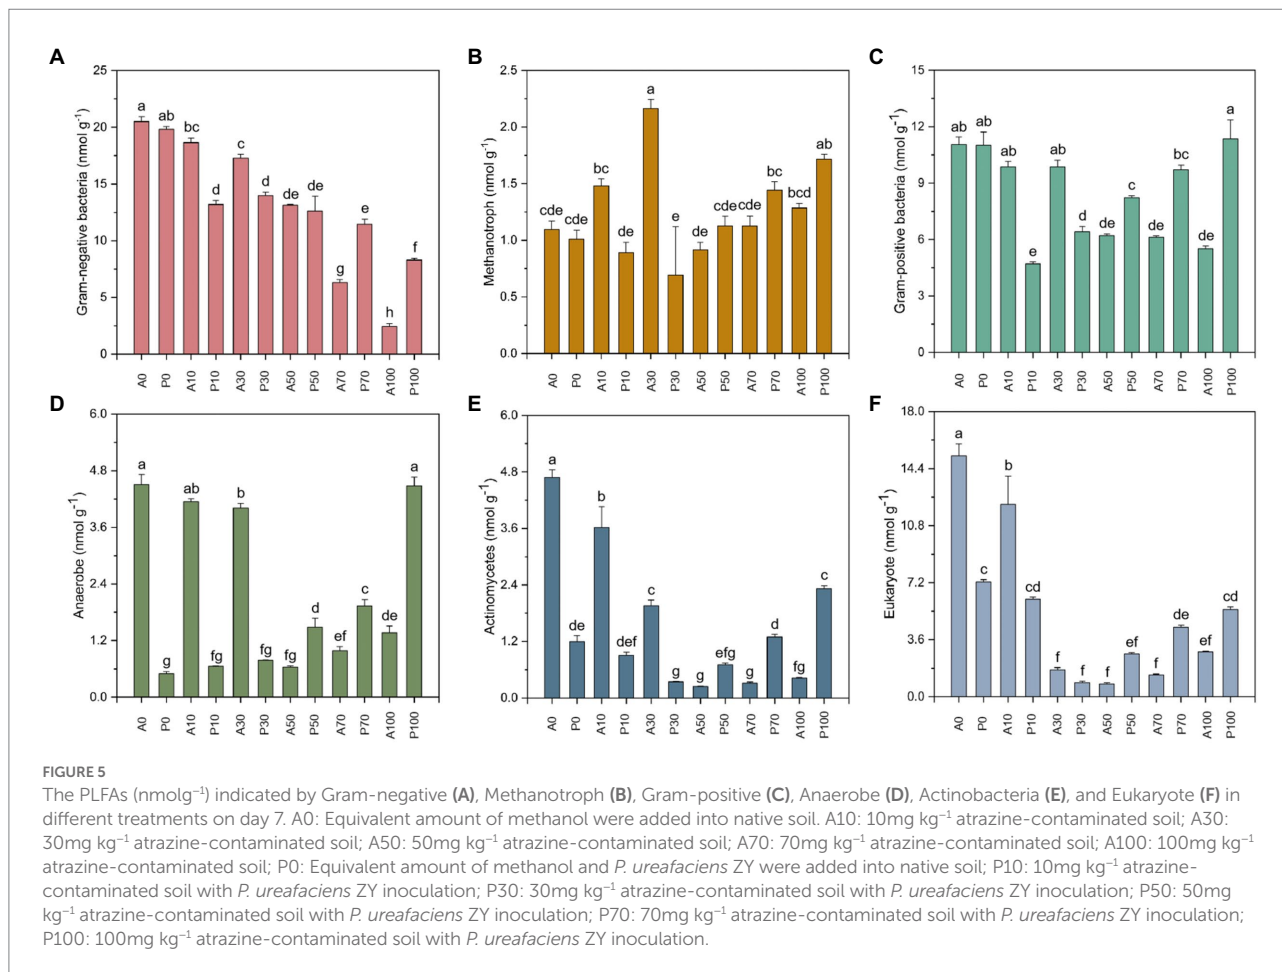 A
Gram-negative bacteria (nmol g⁻¹)
25
20
15
10
5
0
a ab bc d c d de de g e h f
A0 P0 A10 P10 A30 P30 A50 P50 A70 P70 A100 P100
B
Methanotroph (nmol g⁻¹)
2.5
2.0
1.5
1.0
0.5
0.0
cde cde bc de a e de cde cde bc bcd ab
A0 P0 A10 P10 A30 P30 A50 P50 A70 P70 A100 P100
C
Gram-positive bacteria (nmol g⁻¹)
15
12
9
6
3
0
ab ab ab e ab d de c de bc de a
A0 P0 A10 P10 A30 P30 A50 P50 A70 P70 A100 P100
D
Anaerobe (nmol g⁻¹)
6.0
4.8
3.6
2.4
1.2
0.0
a g ab fg b fg fg d ef c de a
A0 P0 A10 P10 A30 P30 A50 P50 A70 P70 A100 P100
E
Actinomycetes (nmol g⁻¹)
6.0
4.8
3.6
2.4
1.2
0.0
a de b def c g g efg g d fg c
A0 P0 A10 P10 A30 P30 A50 P50 A70 P70 A100 P100
F
Eukaryote (nmol g⁻¹)
18.0
14.4
10.8
7.2
3.6
0.0
a c b cd f f f ef f de ef cd
A0 P0 A10 P10 A30 P30 A50 P50 A70 P70 A100 P100
FIGURE 5
The PLFAs (nmolg⁻¹) indicated by Gram-negative (A), Methanotroph (B), Gram-positive (C), Anaerobe (D), Actinobacteria (E), and Eukaryote (F) in
different treatments on day 7. A0: Equivalent amount of methanol were added into native soil. A10: 10mg kg⁻¹ atrazine-contaminated soil; A30:
30mg kg⁻¹ atrazine-contaminated soil; A50: 50mg kg⁻¹ atrazine-contaminated soil; A70: 70mg kg⁻¹ atrazine-contaminated soil; A100: 100mg kg⁻¹
atrazine-contaminated soil; P0: Equivalent amount of methanol and P. ureafaciens ZY were added into native soil; P10: 10mg kg⁻¹ atrazine-
contaminated soil with P. ureafaciens ZY inoculation; P30: 30mg kg⁻¹ atrazine-contaminated soil with P. ureafaciens ZY inoculation; P50: 50mg
kg⁻¹ atrazine-contaminated soil with P. ureafaciens ZY inoculation; P70: 70mg kg⁻¹ atrazine-contaminated soil with P. ureafaciens ZY inoculation;
P100: 100mg kg⁻¹ atrazine-contaminated soil with P. ureafaciens ZY inoculation.